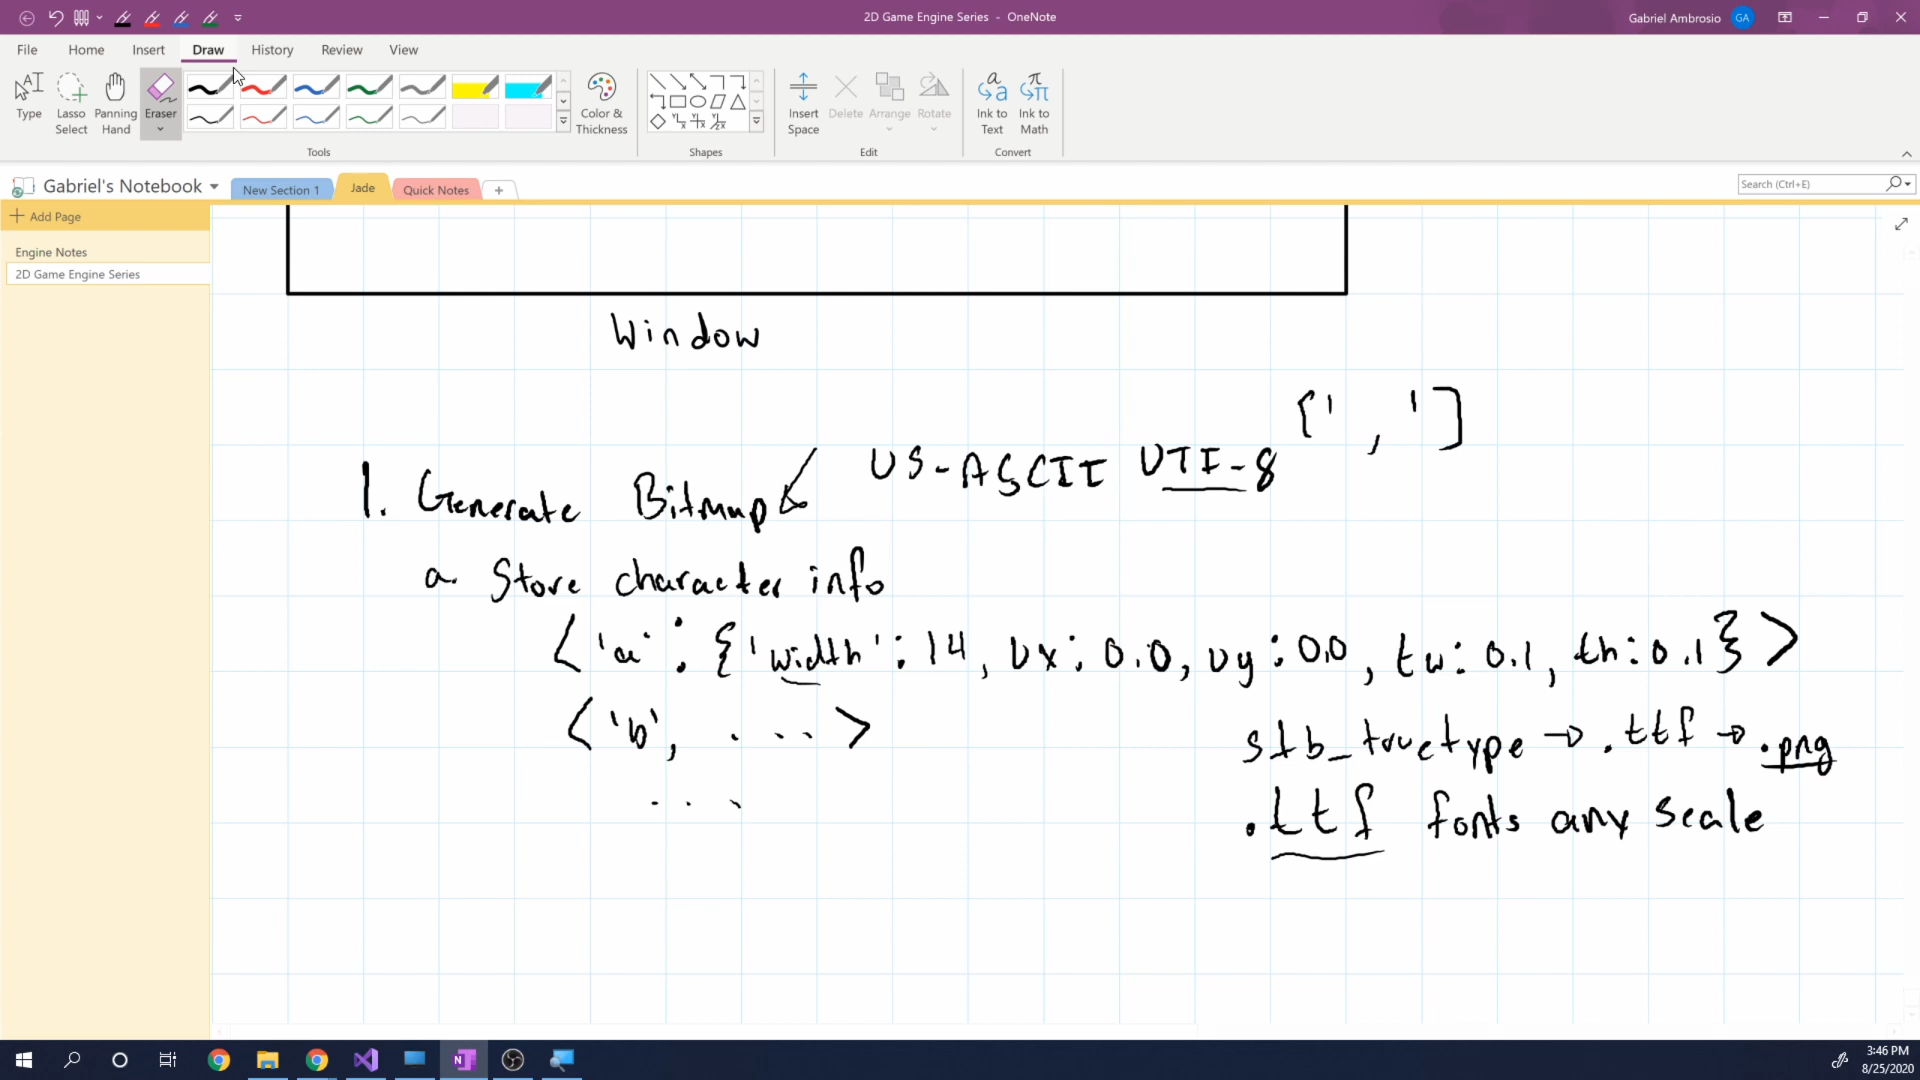 2D Game Engine Series - OneNote
Gabriel Ambrosio GA
File Home Insert Draw History Review View
Type
Lasso Select
Panning Hand
Eraser
Color & Thickness
Insert Space
Delete
Arrange
Rotate
Ink to Text
Ink to Math
Tools Shapes Edit Convert
Gabriel's Notebook New Section 1 Jade Quick Notes +
Search (Ctrl+E)
Add Page
Engine Notes
2D Game Engine Series
Window
[' , ']
US-ASCII UTF-8
1. Generate Bitmap
a. Store character info
<'a': {'width': 14, ux: 0.0, uy: 0.0, tw: 0.1, th: 0.1}>
<'b', ...>
...
stb_truetype → .ttf → .png
.ttf fonts any scale
3:46 PM
8/25/2020